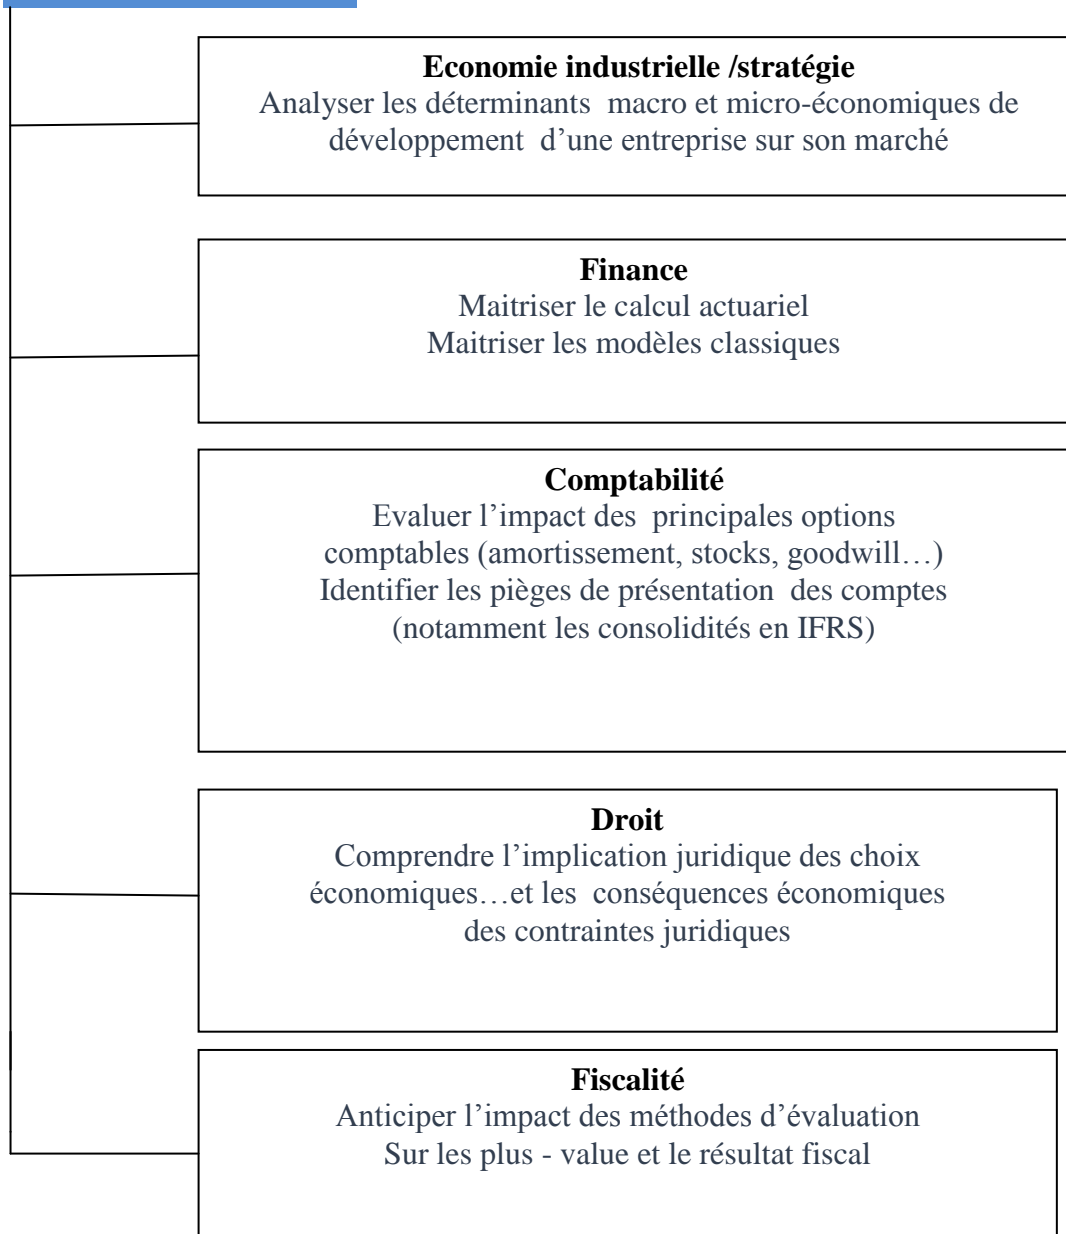 Economie industrielle /stratégie
Analyser les déterminants macro et micro-économiques de
développement d’une entreprise sur son marché
Finance
Maitriser le calcul actuariel
Maitriser les modèles classiques
Comptabilité
Evaluer l’impact des principales options
comptables (amortissement, stocks, goodwill…)
Identifier les pièges de présentation des comptes
(notamment les consolidités en IFRS)
Droit
Comprendre l’implication juridique des choix
économiques…et les conséquences économiques
des contraintes juridiques
Fiscalité
Anticiper l’impact des méthodes d’évaluation
Sur les plus - value et le résultat fiscal